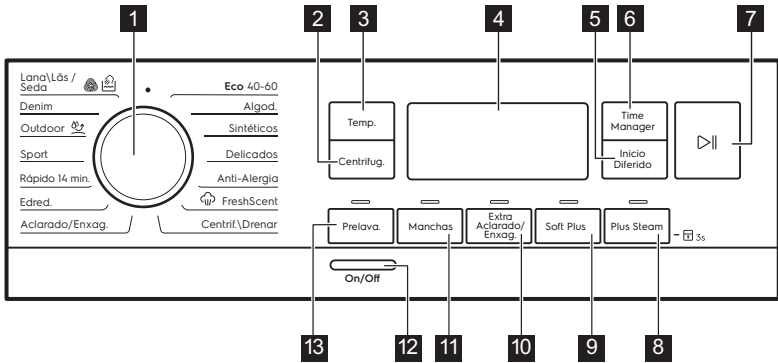 1
2
3
4
5
6
7
Lana\Lãs /
Seda
Denim
Outdoor
Sport
Rápido 14 min.
Edred.
Aclarado/Enxag.
Eco 40-60
Algod.
Sintéticos
Delicados
Anti-Alergia
FreshScent
Centrif.\Drenar
Temp.
Centrifug.
Time
Manager
Inicio
Diferido
Prelava.
Manchas
Extra
Aclarado/
Enxag.
Soft Plus
Plus Steam
3s
On/Off
13
12
11
10
9
8